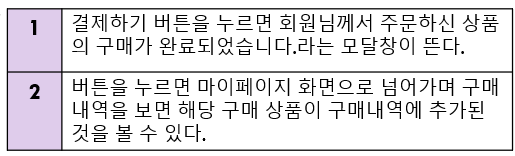 1 결제하기 버튼을 누르면 회원님께서 주문하신 상품
의 구매가 완료되었습니다.라는 모달창이 뜬다.
2 버튼을 누르면 마이페이지 화면으로 넘어가며 구매
내역을 보면 해당 구매 상품이 구매내역에 추가된
것을 볼 수 있다.